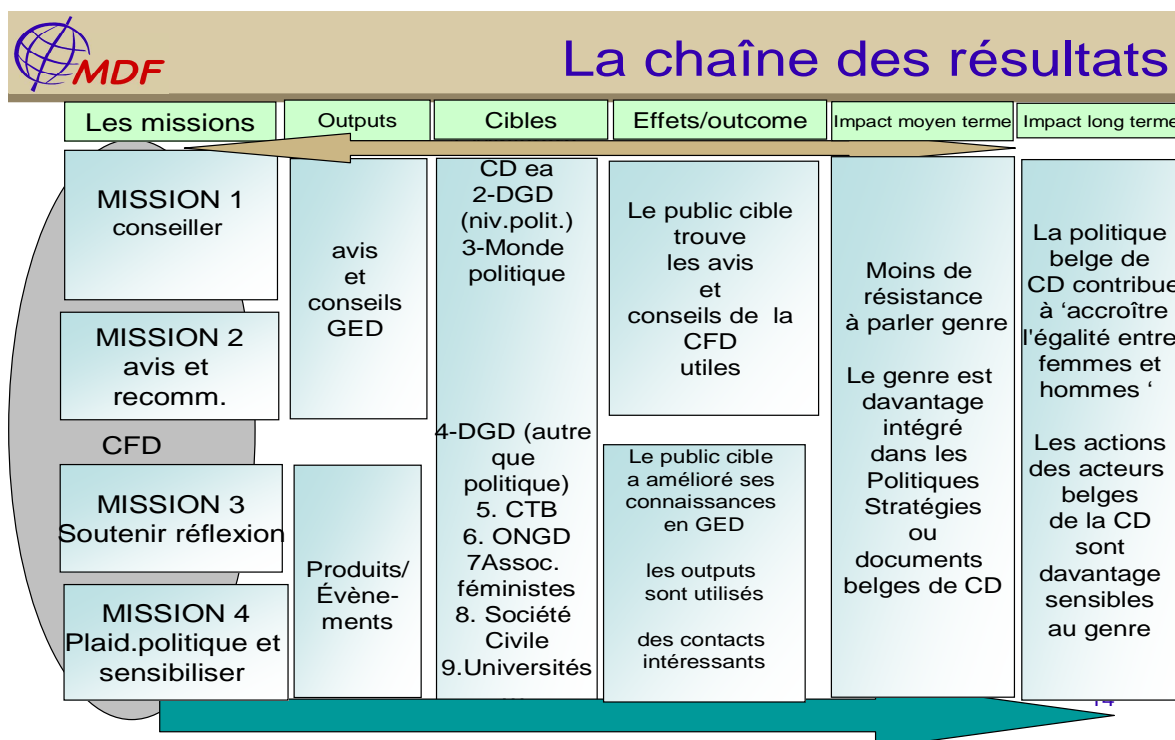 MDF
La chaîne des résultats
Les missions
Outputs
Cibles
Effets/outcome
Impact moyen terme
Impact long terme
MISSION 1
conseiller
MISSION 2
avis et
recomm.
CFD
MISSION 3
Soutenir réflexion
MISSION 4
Plaid.politique et
sensibiliser
avis
et
conseils
GED
Produits/
Évène-
ments
CD ea
2-DGD
(niv.polit.)
3-Monde
politique
4-DGD (autre
que
politique)
5. CTB
6. ONGD
7Assoc.
féministes
8. Société
Civile
9.Universités
...
Le public cible
trouve
les avis
et
conseils de la
CFD
utiles
Le public cible
a amélioré ses
connaissances
en GED
les outputs
sont utilisés
des contacts
intéressants
Moins de
résistance
à parler genre
Le genre est
davantage
intégré
dans les
Politiques
Stratégies
ou
documents
belges de CD
La politique
belge de
CD contribue
à ‘accroître
l'égalité entre
femmes et
hommes ‘
Les actions
des acteurs
belges
de la CD
sont
davantage
sensibles
au genre
14